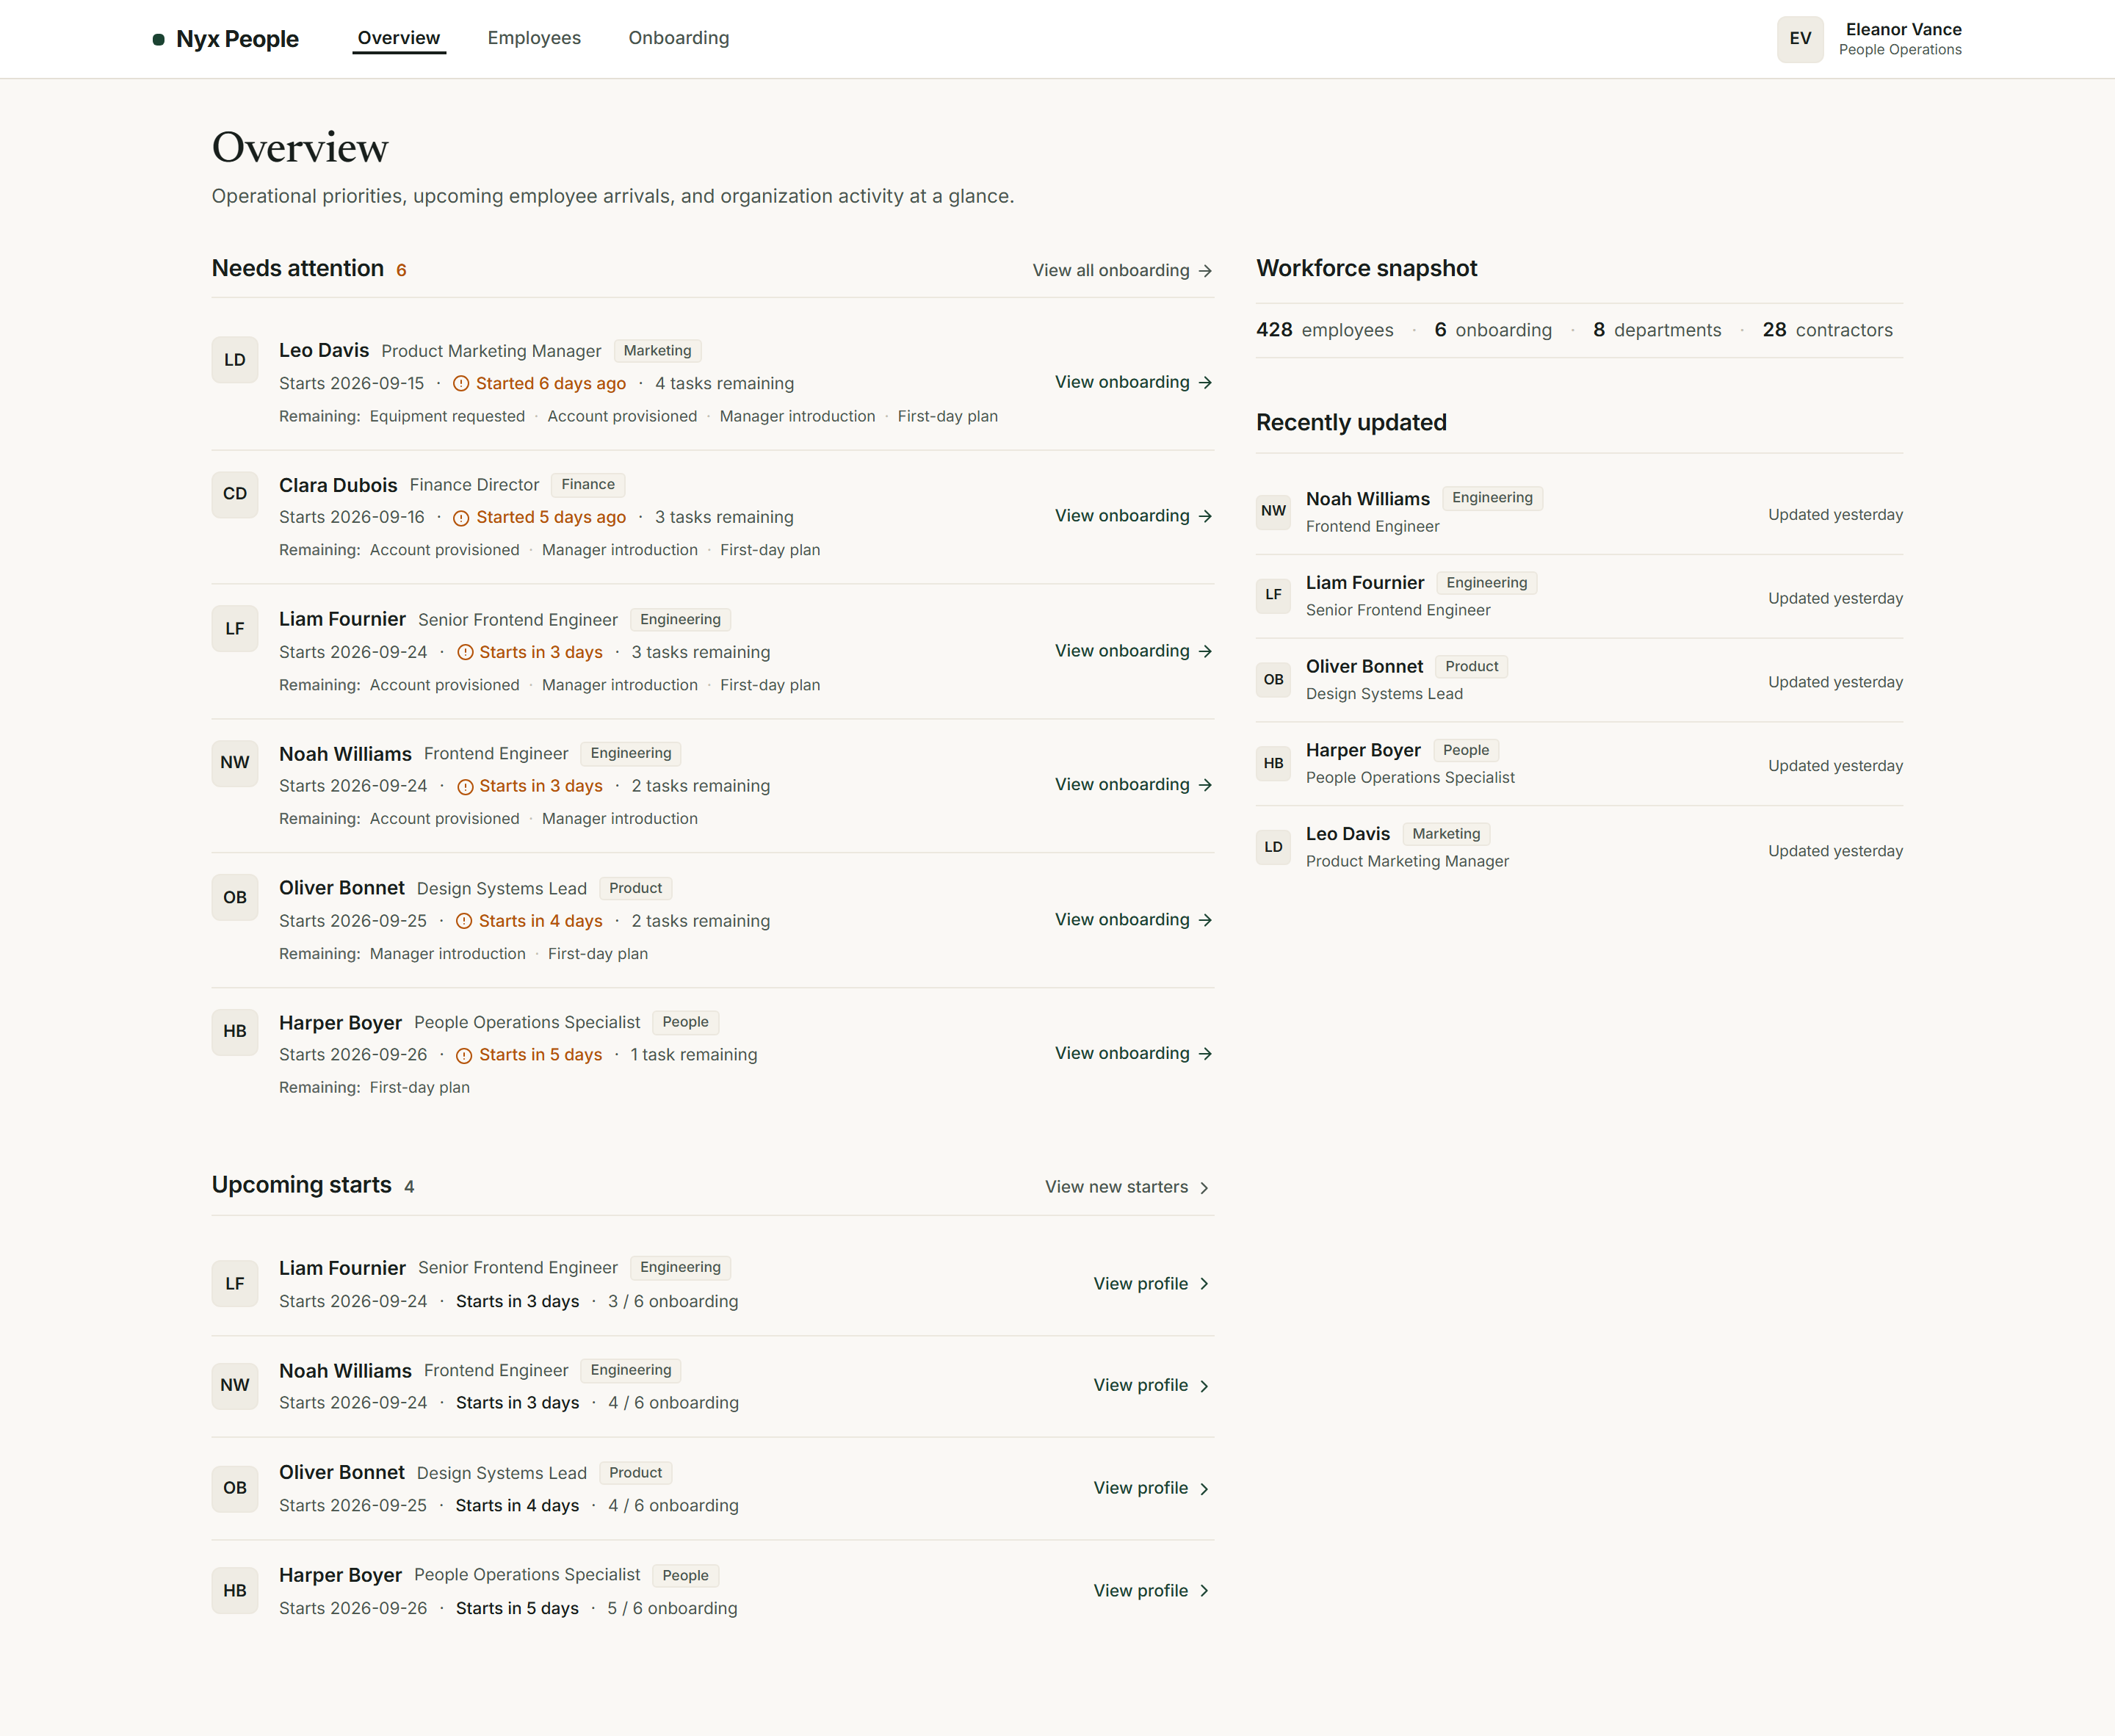 Nyx People
Overview
Employees
Onboarding
EV
Eleanor Vance
People Operations
Overview
Operational priorities, upcoming employee arrivals, and organization activity at a glance.
Needs attention 6
View all onboarding →
LD
Leo Davis Product Marketing Manager Marketing
Starts 2026-09-15 · Started 6 days ago · 4 tasks remaining
Remaining: Equipment requested · Account provisioned · Manager introduction · First-day plan
View onboarding →
CD
Clara Dubois Finance Director Finance
Starts 2026-09-16 · Started 5 days ago · 3 tasks remaining
Remaining: Account provisioned · Manager introduction · First-day plan
View onboarding →
LF
Liam Fournier Senior Frontend Engineer Engineering
Starts 2026-09-24 · Starts in 3 days · 3 tasks remaining
Remaining: Account provisioned · Manager introduction · First-day plan
View onboarding →
NW
Noah Williams Frontend Engineer Engineering
Starts 2026-09-24 · Starts in 3 days · 2 tasks remaining
Remaining: Account provisioned · Manager introduction
View onboarding →
OB
Oliver Bonnet Design Systems Lead Product
Starts 2026-09-25 · Starts in 4 days · 2 tasks remaining
Remaining: Manager introduction · First-day plan
View onboarding →
HB
Harper Boyer People Operations Specialist People
Starts 2026-09-26 · Starts in 5 days · 1 task remaining
Remaining: First-day plan
View onboarding →
Upcoming starts 4
View new starters >
LF
Liam Fournier Senior Frontend Engineer Engineering
Starts 2026-09-24 · Starts in 3 days · 3 / 6 onboarding
View profile >
NW
Noah Williams Frontend Engineer Engineering
Starts 2026-09-24 · Starts in 3 days · 4 / 6 onboarding
View profile >
OB
Oliver Bonnet Design Systems Lead Product
Starts 2026-09-25 · Starts in 4 days · 4 / 6 onboarding
View profile >
HB
Harper Boyer People Operations Specialist People
Starts 2026-09-26 · Starts in 5 days · 5 / 6 onboarding
View profile >
Workforce snapshot
428 employees · 6 onboarding · 8 departments · 28 contractors
Recently updated
NW
Noah Williams Engineering
Frontend Engineer
Updated yesterday
LF
Liam Fournier Engineering
Senior Frontend Engineer
Updated yesterday
OB
Oliver Bonnet Product
Design Systems Lead
Updated yesterday
HB
Harper Boyer People
People Operations Specialist
Updated yesterday
LD
Leo Davis Marketing
Product Marketing Manager
Updated yesterday